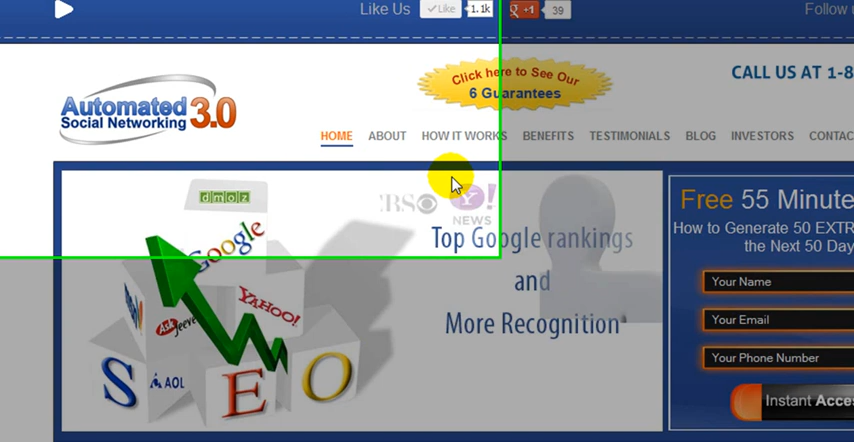 Like Us
Like
1.1k
g +1
39
Follow
Click here to See Our
6 Guarantees
CALL US AT 1-8
Automated
Social Networking
3.0
HOME
ABOUT
HOW IT WORKS
BENEFITS
TESTIMONIALS
BLOG
INVESTORS
CONTAC
dmoz
Google
YAHOO!
Ask Jeeves
AOL
SEO
CBS
Y!
NEWS
Top Google rankings
and
More Recognition
Free 55 Minute
How to Generate 50 EXTR
the Next 50 Day
Your Name
Your Email
Your Phone Number
Instant Acce